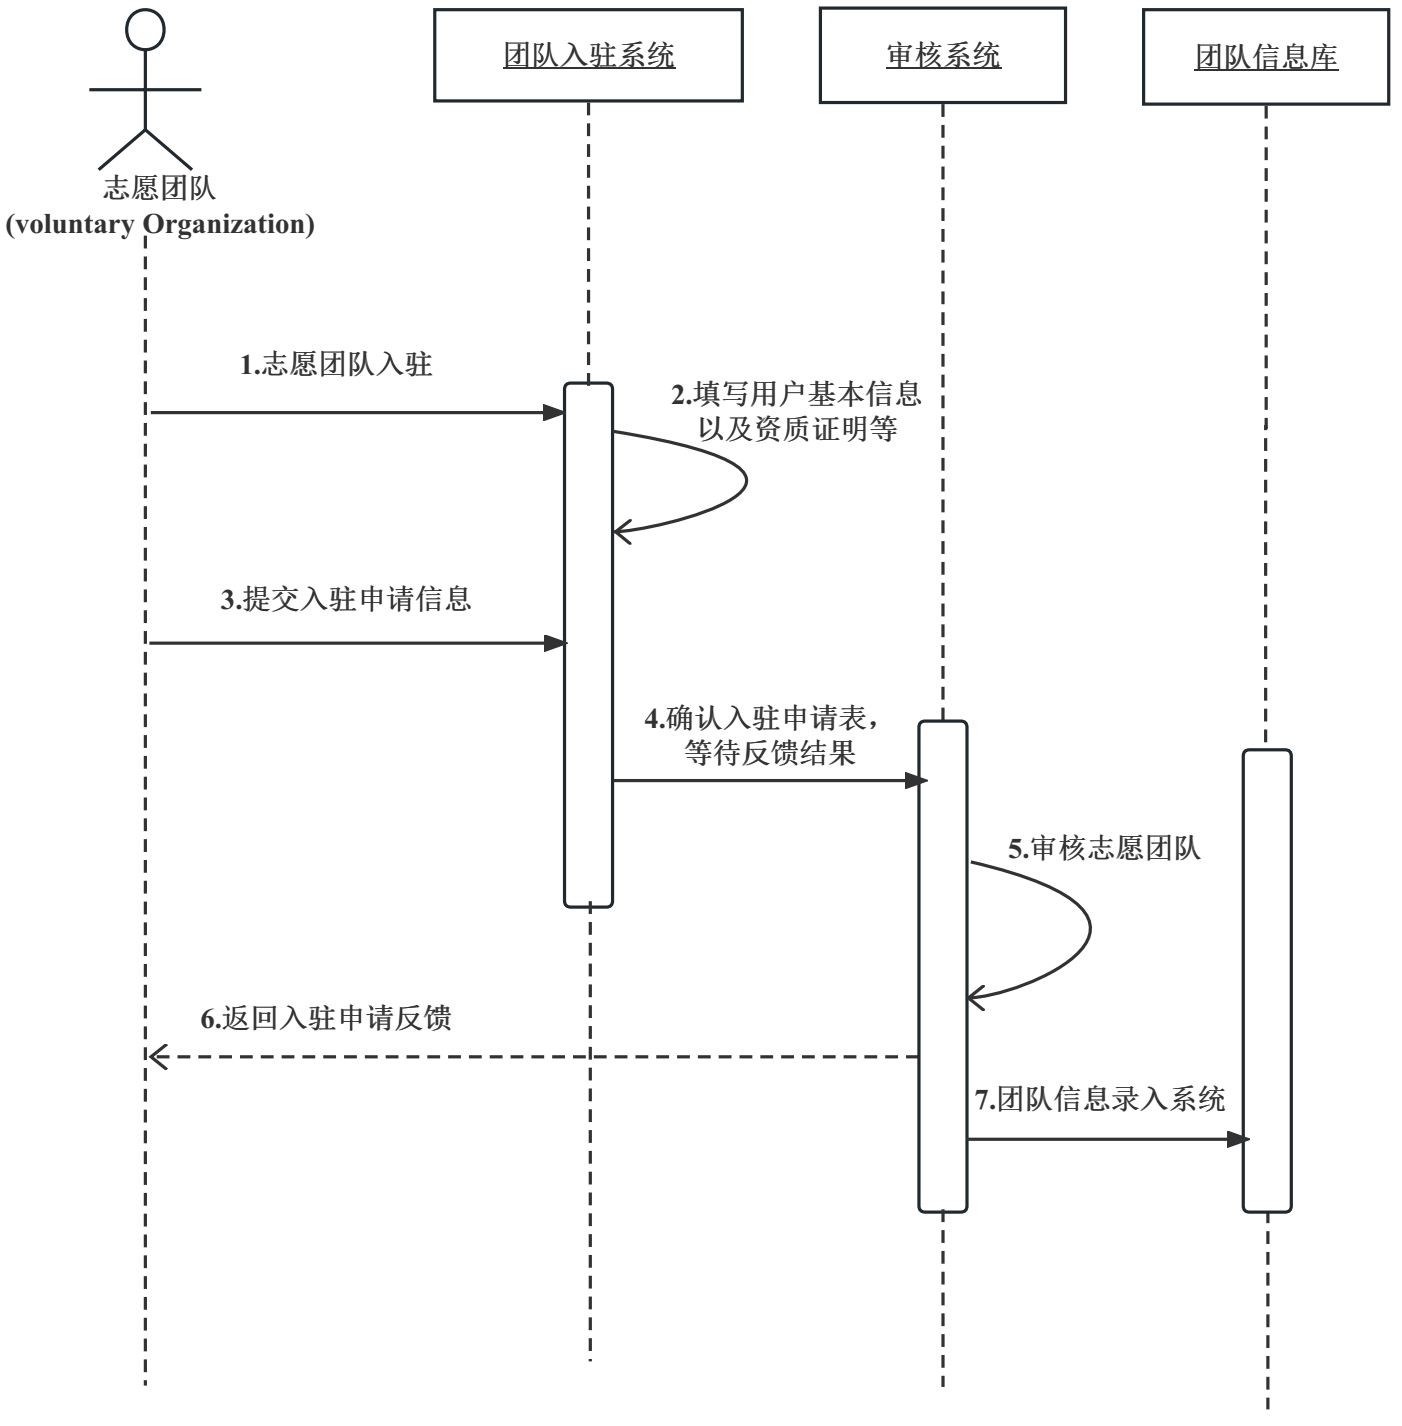 团队入驻系统
审核系统
团队信息库
志愿团队
(voluntary Organization)
1.志愿团队入驻
2.填写用户基本信息
以及资质证明等
3.提交入驻申请信息
4.确认入驻申请表，
等待反馈结果
5.审核志愿团队
6.返回入驻申请反馈
7.团队信息录入系统